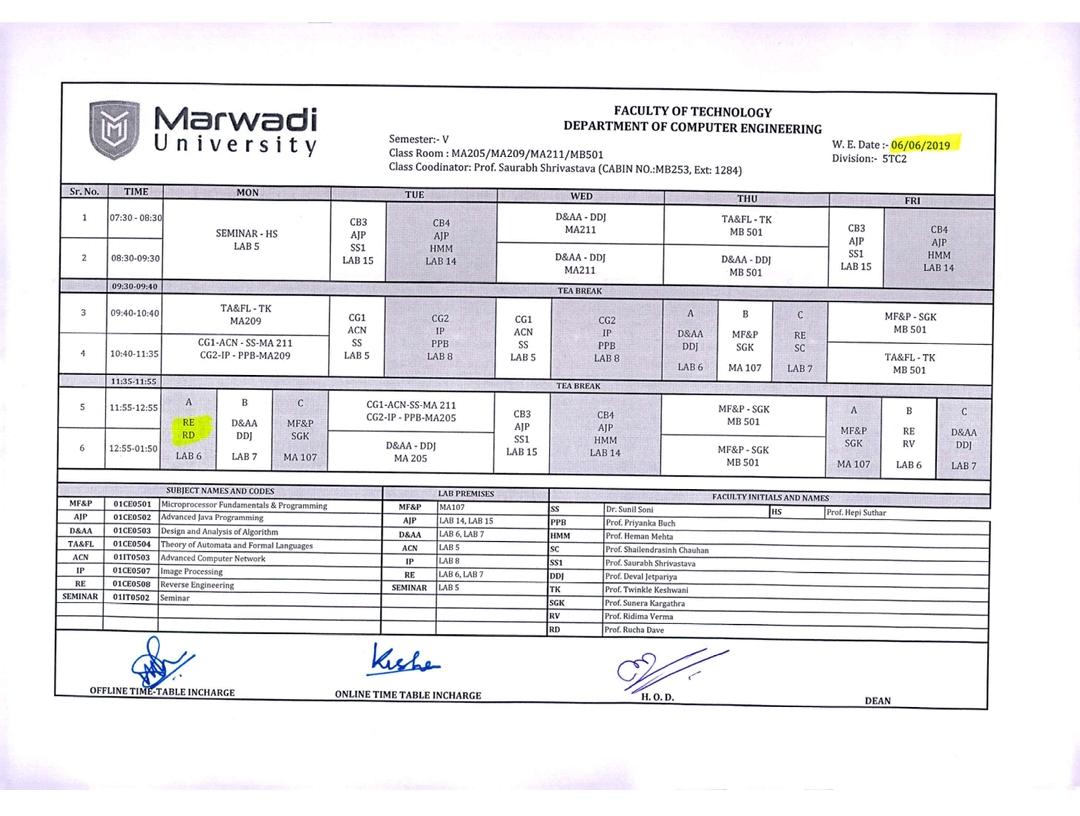 Marwadi
University
FACULTY OF TECHNOLOGY
DEPARTMENT OF COMPUTER ENGINEERING
Semester:- V
Class Room : MA205/MA209/MA211/MB501
Class Coodinator: Prof. Saurabh Shrivastava (CABIN NO.:MB253, Ext: 1284)
W. E. Date :- 06/06/2019
Division:- 5TC2
Sr. No. TIME MON TUE WED THU FRI
1 07:30 - 08:30
2 08:30-09:30
SEMINAR - HS
LAB 5
CB3
AJP
SS1
LAB 15
CB4
AJP
HMM
LAB 14
D&AA - DDJ
MA211
D&AA - DDJ
MA211
TA&FL - TK
MB 501
D&AA - DDJ
MB 501
CB3
AJP
SS1
LAB 15
CB4
AJP
HMM
LAB 14
09:30-09:40 TEA BREAK
3 09:40-10:40
4 10:40-11:35
TA&FL - TK
MA209
CG1-ACN - SS-MA 211
CG2-IP - PPB-MA209
CG1
ACN
SS
LAB 5
CG2
IP
PPB
LAB 8
CG1
ACN
SS
LAB 5
CG2
IP
PPB
LAB 8
A
D&AA
DDJ
LAB 6
B
MF&P
SGK
MA 107
C
RE
SC
LAB 7
MF&P - SGK
MB 501
TA&FL - TK
MB 501
11:35-11:55 TEA BREAK
5 11:55-12:55
6 12:55-01:50
A
RE
RD
LAB 6
B
D&AA
DDJ
LAB 7
C
MF&P
SGK
MA 107
CG1-ACN-SS-MA 211
CG2-IP - PPB-MA205
D&AA - DDJ
MA 205
CB3
AJP
SS1
LAB 15
CB4
AJP
HMM
LAB 14
MF&P - SGK
MB 501
MF&P - SGK
MB 501
A
MF&P
SGK
MA 107
B
RE
RV
LAB 6
C
D&AA
DDJ
LAB 7
SUBJECT NAMES AND CODES
MF&P 01CE0501 Microprocessor Fundamentals & Programming
AJP 01CE0502 Advanced Java Programming
D&AA 01CE0503 Design and Analysis of Algorithm
TA&FL 01CE0504 Theory of Automata and Formal Languages
ACN 01IT0503 Advanced Computer Network
IP 01CE0507 Image Processing
RE 01CE0508 Reverse Engineering
SEMINAR 01IT0502 Seminar
LAB PREMISES
MF&P MA107
AJP LAB 14, LAB 15
D&AA LAB 6, LAB 7
ACN LAB 5
IP LAB 8
RE LAB 6, LAB 7
SEMINAR LAB 5
FACULTY INITIALS AND NAMES
SS Dr. Sunil Soni HS Prof. Hepi Suthar
PPB Prof. Priyanka Buch
HMM Prof. Heman Mehta
SC Prof. Shailendrasinh Chauhan
SS1 Prof. Saurabh Shrivastava
DDJ Prof. Deval Jetpariya
TK Prof. Twinkle Keshwani
SGK Prof. Sunera Kargathra
RV Prof. Ridima Verma
RD Prof. Rucha Dave
OFFLINE TIME-TABLE INCHARGE
ONLINE TIME TABLE INCHARGE
H. O. D.
DEAN